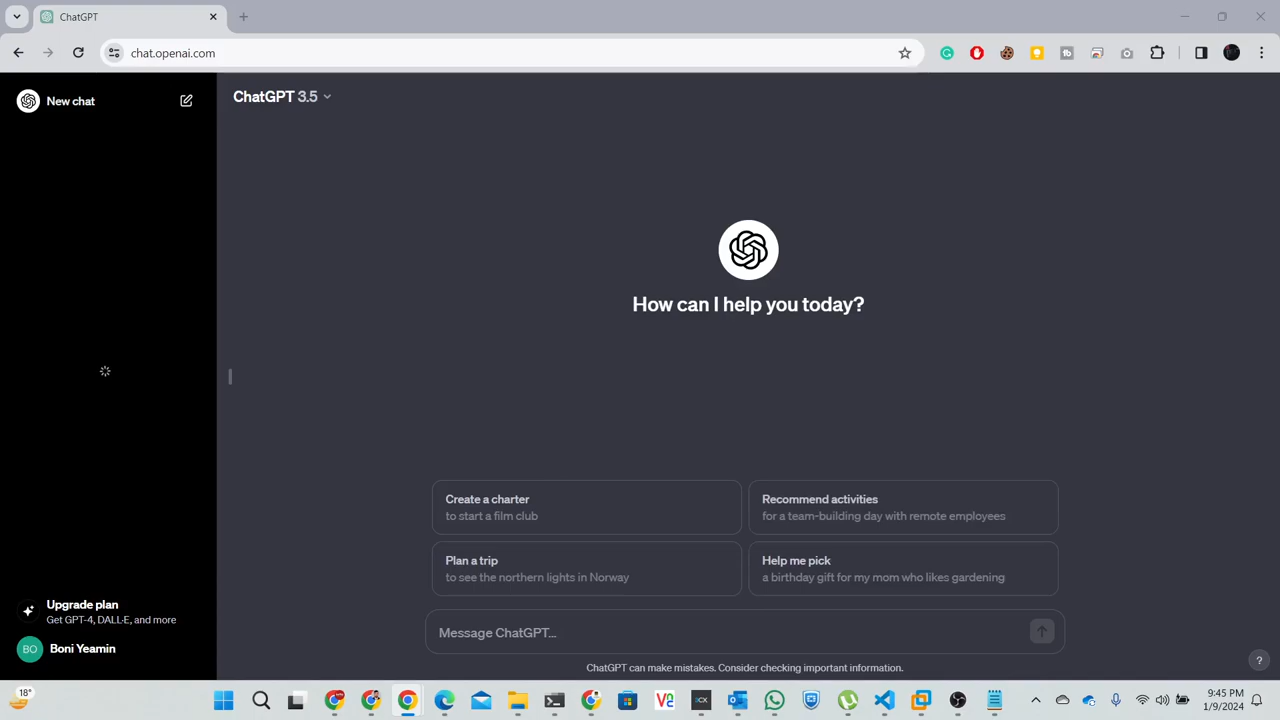 ChatGPT
chat.openai.com
New chat
ChatGPT 3.5
How can I help you today?
Create a charter
to start a film club
Recommend activities
for a team-building day with remote employees
Plan a trip
to see the northern lights in Norway
Help me pick
a birthday gift for my mom who likes gardening
Upgrade plan
Get GPT-4, DALL·E, and more
BO
Boni Yeamin
Message ChatGPT...
ChatGPT can make mistakes. Consider checking important information.
?
18°
9:45 PM
1/9/2024